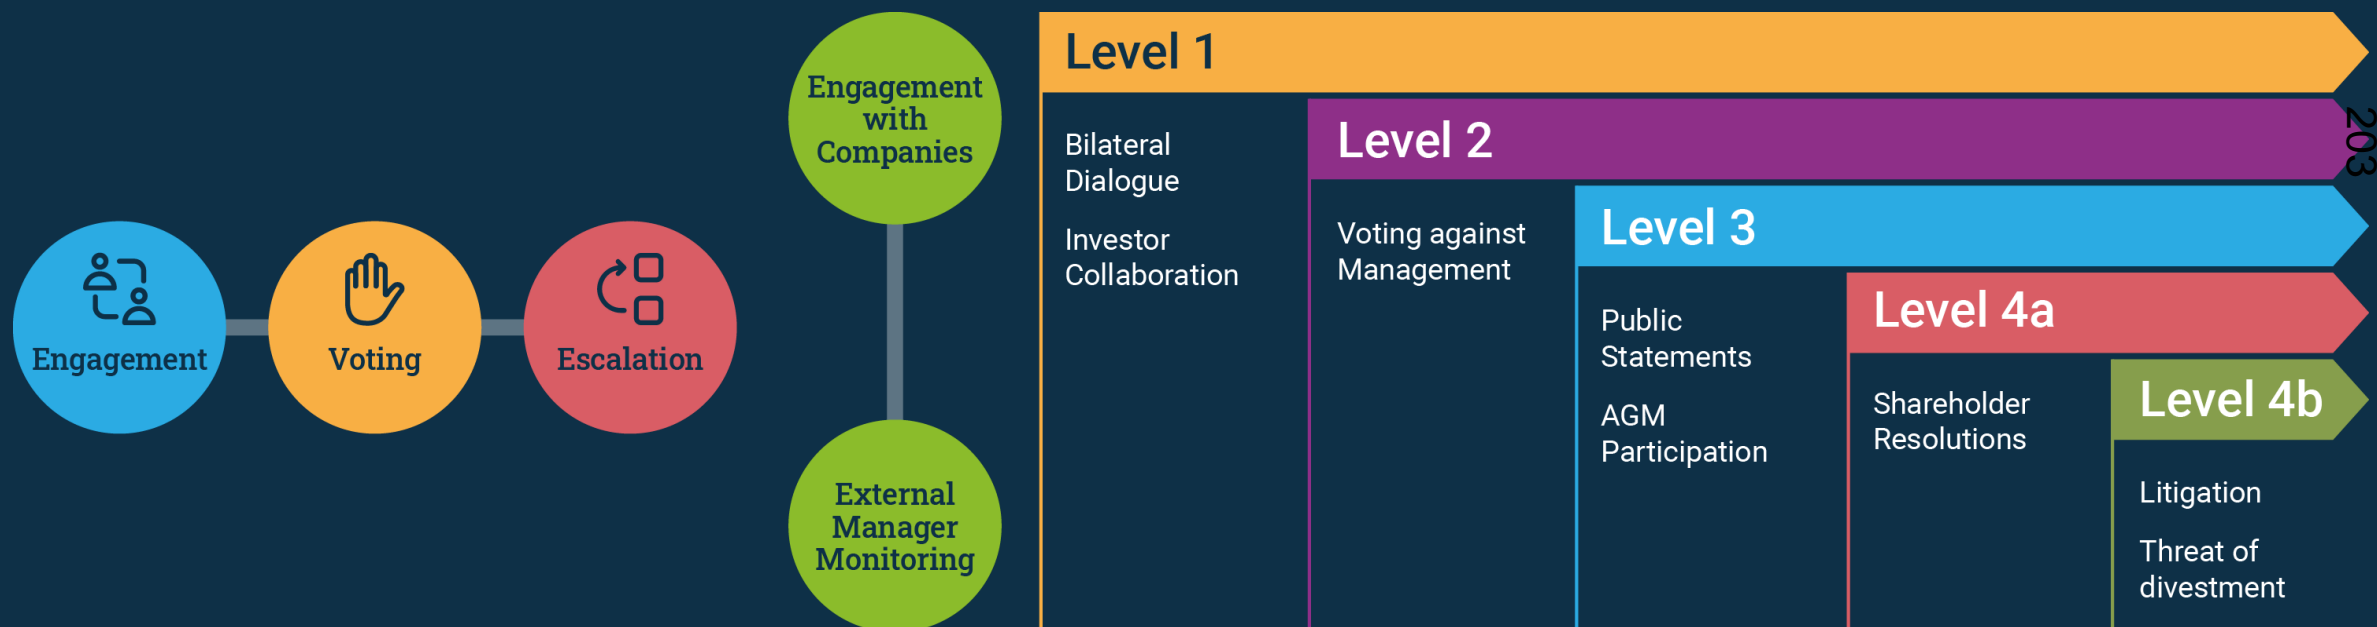 Engagement
Voting
Escalation
Engagement
with
Companies
External
Manager
Monitoring
Level 1
Bilateral
Dialogue
Investor
Collaboration
Level 2
Voting against
Management
Level 3
Public
Statements
AGM
Participation
Level 4a
Shareholder
Resolutions
Level 4b
Litigation
Threat of
divestment
203